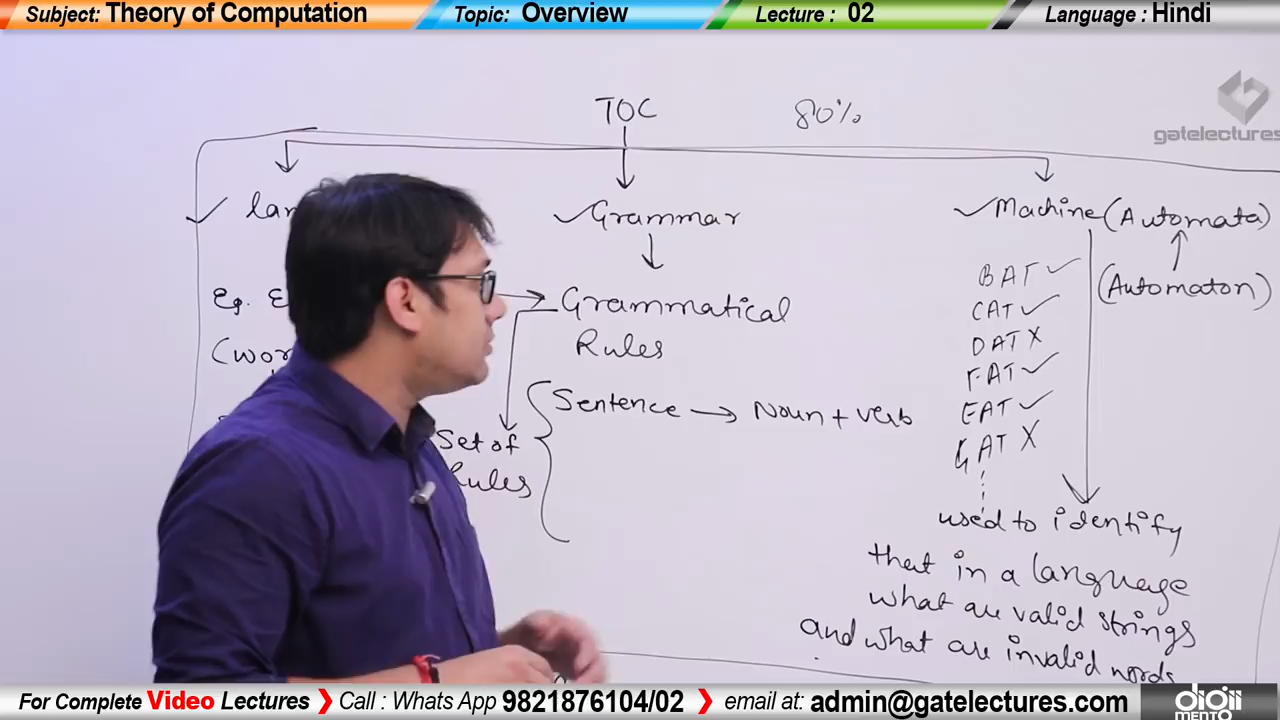 Subject: Theory of Computation
Topic: Overview
Lecture : 02
Language : Hindi
gatelectures
TOC
80%
Grammar
Machine (Automata)
(Automaton)
Grammatical
Rules
Sentence → Noun + verb
Set of
Rules
BAT ✓
CAT ✓
DAT X
FAT ✓
EAT ✓
GAT X
used to identify
that in a language
what are valid strings
and what are invalid words
Eg.
For Complete Video Lectures
Call : Whats App 9821876104/02
email at: admin@gatelectures.com
digii
MENTO